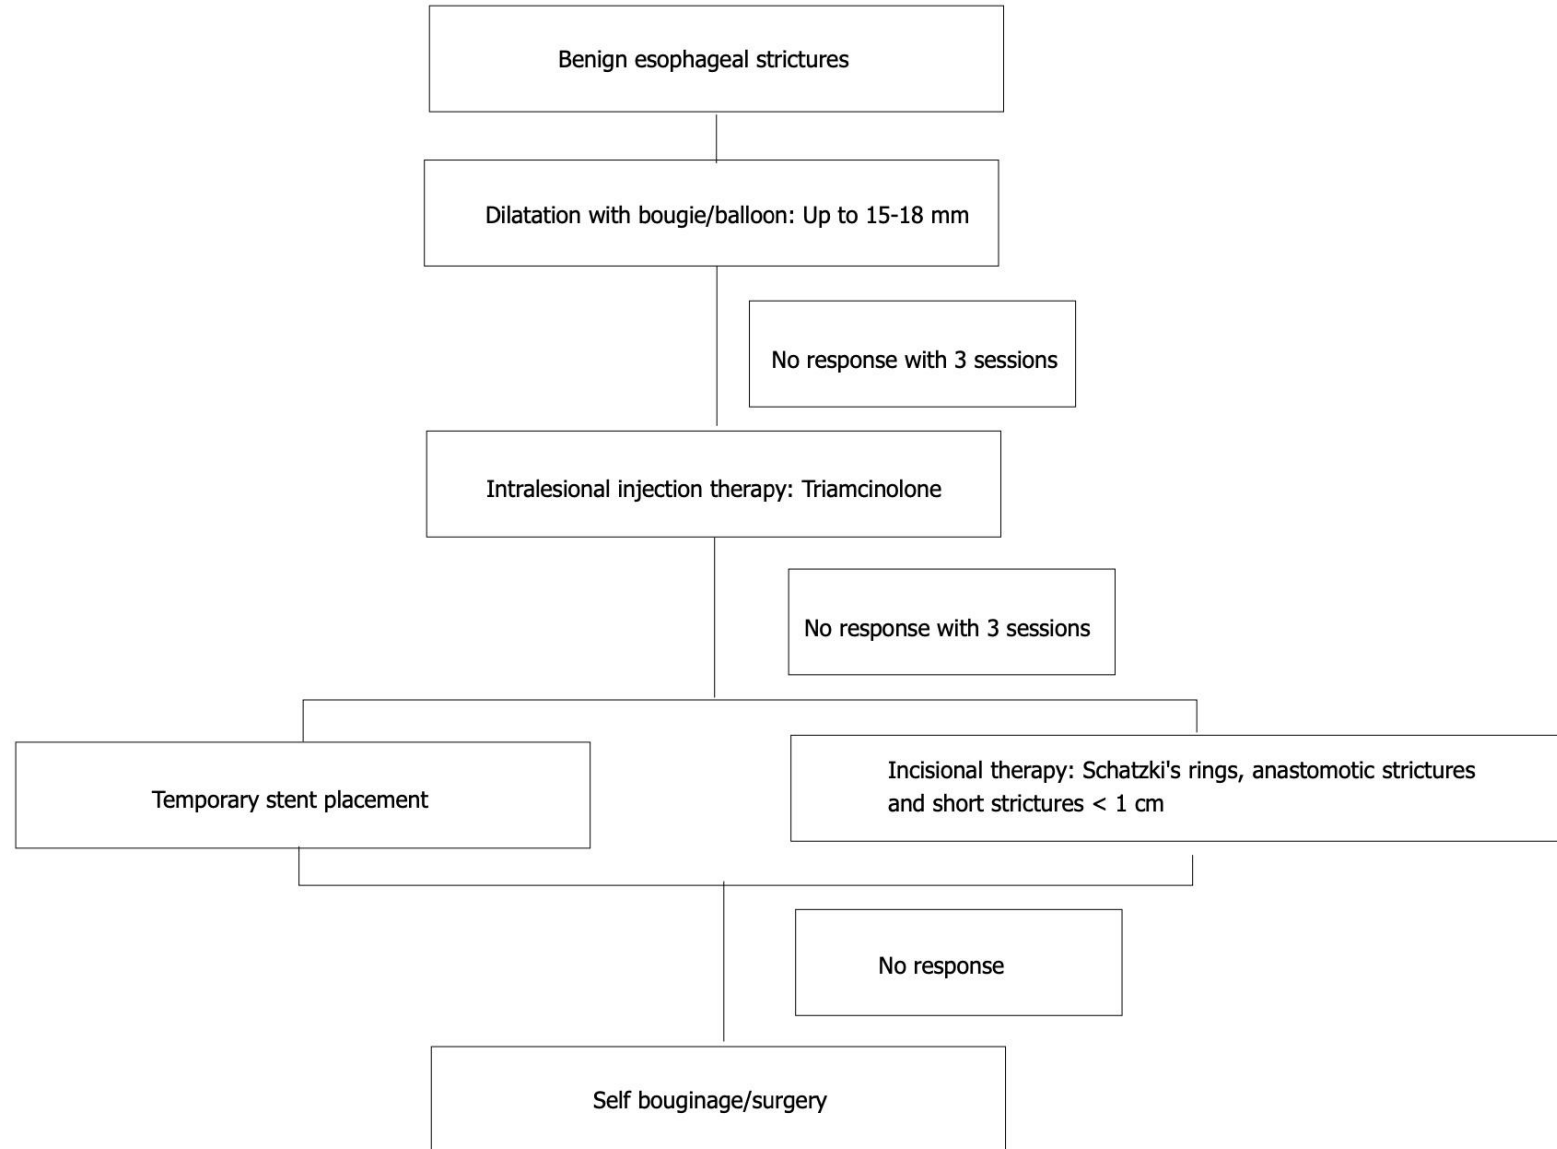 Benign esophageal strictures
Dilatation with bougie/balloon: Up to 15-18 mm
No response with 3 sessions
Intralesional injection therapy: Triamcinolone
No response with 3 sessions
Temporary stent placement
Incisional therapy: Schatzki's rings, anastomotic strictures
and short strictures < 1 cm
No response
Self bouginage/surgery